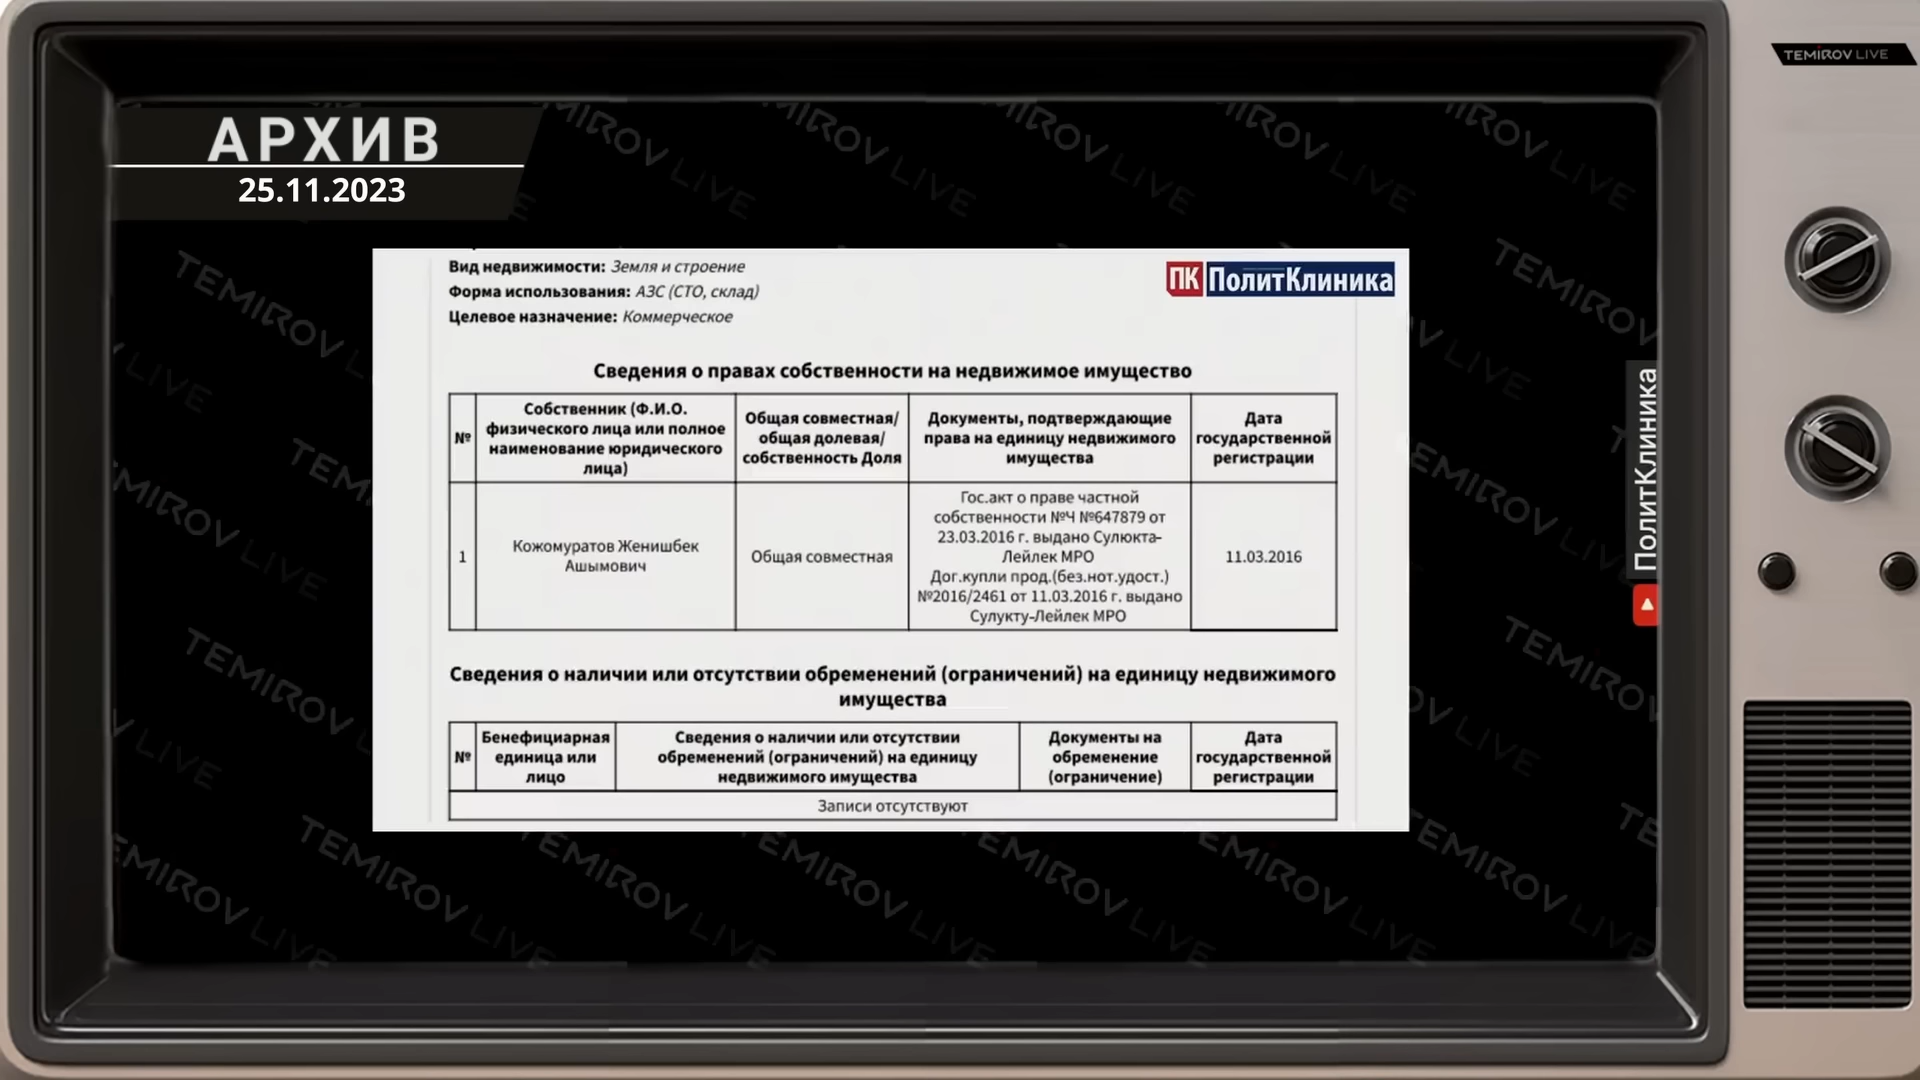 TEMIROV LIVE
АРХИВ
25.11.2023
ПК ПолитКлиника
Вид недвижимости: Земля и строение
Форма использования: АЗС (СТО, склад)
Целевое назначение: Коммерческое
Сведения о правах собственности на недвижимое имущество
№
Собственник (Ф.И.О.
физического лица или полное
наименование юридического
лица)
Общая совместная/
общая долевая/
собственность Доля
Документы, подтверждающие
права на единицу недвижимого
имущества
Дата
государственной
регистрации
1
Кожомуратов Женишбек
Ашымович
Общая совместная
Гос.акт о праве частной
собственности №Ч №647879 от
23.03.2016 г. выдано Сулюкта-
Лейлек МРО
Дог.купли прод.(без.нот.удост.)
№2016/2461 от 11.03.2016 г. выдано
Сулукту-Лейлек МРО
11.03.2016
Сведения о наличии или отсутствии обременений (ограничений) на единицу недвижимого
имущества
№
Бенефициарная
единица или
лицо
Сведения о наличии или отсутствии
обременений (ограничений) на единицу
недвижимого имущества
Документы на
обременение
(ограничение)
Дата
государственной
регистрации
Записи отсутствуют
ПолитКлиника